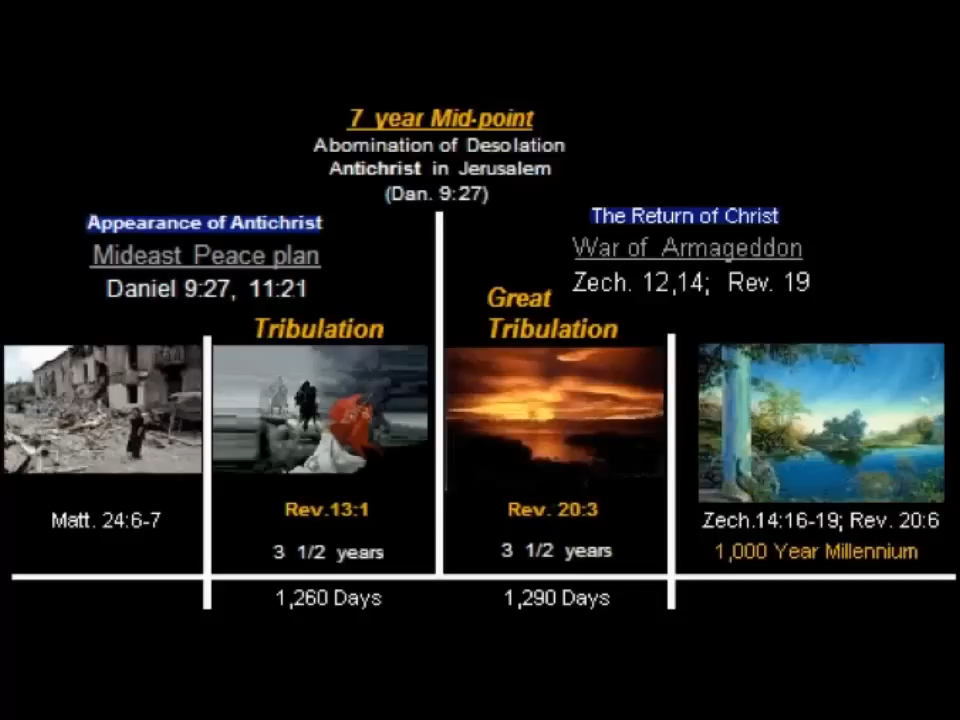 7 year Mid-point
Abomination of Desolation
Antichrist in Jerusalem
(Dan. 9:27)
Appearance of Antichrist
Mideast Peace plan
Daniel 9:27, 11:21
The Return of Christ
War of Armageddon
Zech. 12,14; Rev. 19
Tribulation
Great
Tribulation
Matt. 24:6-7
Rev.13:1
3 1/2 years
Rev. 20:3
3 1/2 years
Zech.14:16-19; Rev. 20:6
1,000 Year Millennium
1,260 Days
1,290 Days